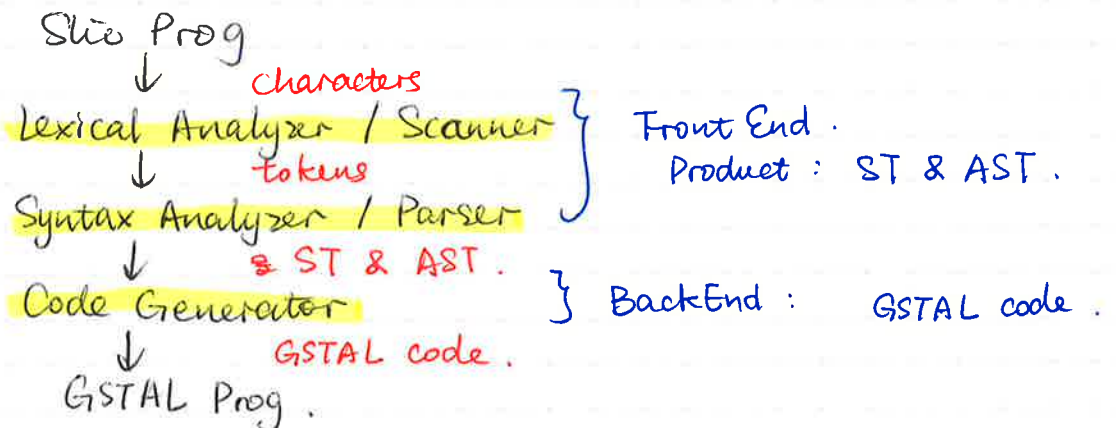 Slic Prog
↓ characters
Lexical Analyzer / Scanner } Front End .
↓ tokens Product : ST & AST .
Syntax Analyzer / Parser
↓ ST & AST .
Code Generator } BackEnd : GSTAL code .
↓ GSTAL code .
GSTAL Prog .